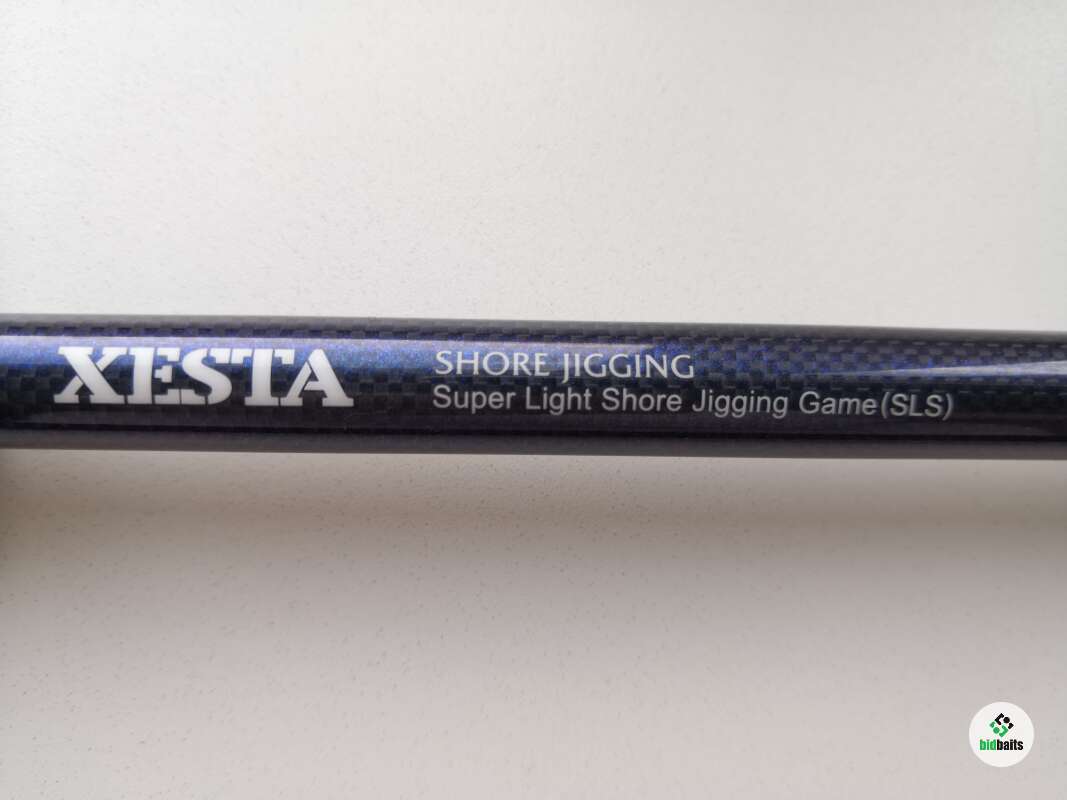 XESTA
SHORE JIGGING
Super Light Shore Jigging Game(SLS)
bidbaits